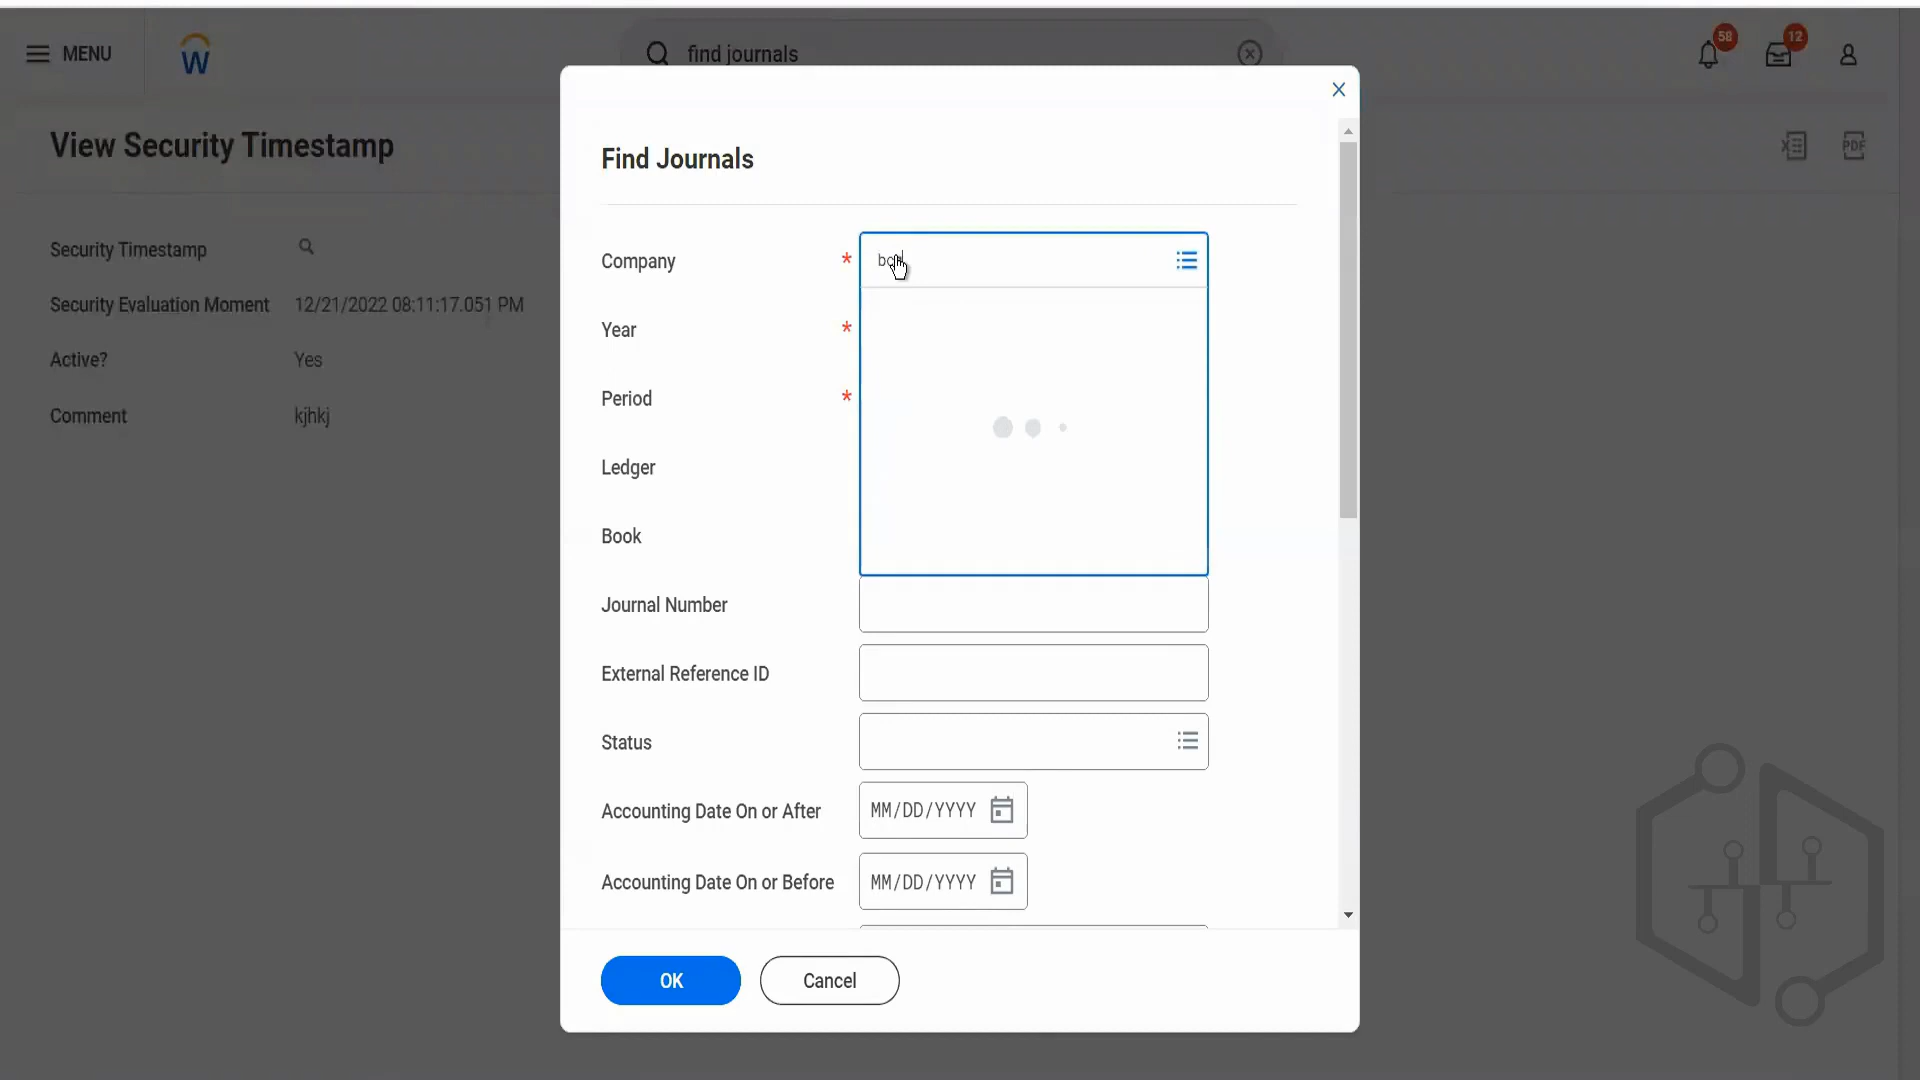 MENU
find journals
58
12
View Security Timestamp
PDF
Security Timestamp
Security Evaluation Moment 12/21/2022 08:11:17.051 PM
Active? Yes
Comment kjhkj
Find Journals
Company *
Year *
Period *
Ledger
Book
Journal Number
External Reference ID
Status
Accounting Date On or After MM/DD/YYYY
Accounting Date On or Before MM/DD/YYYY
OK
Cancel